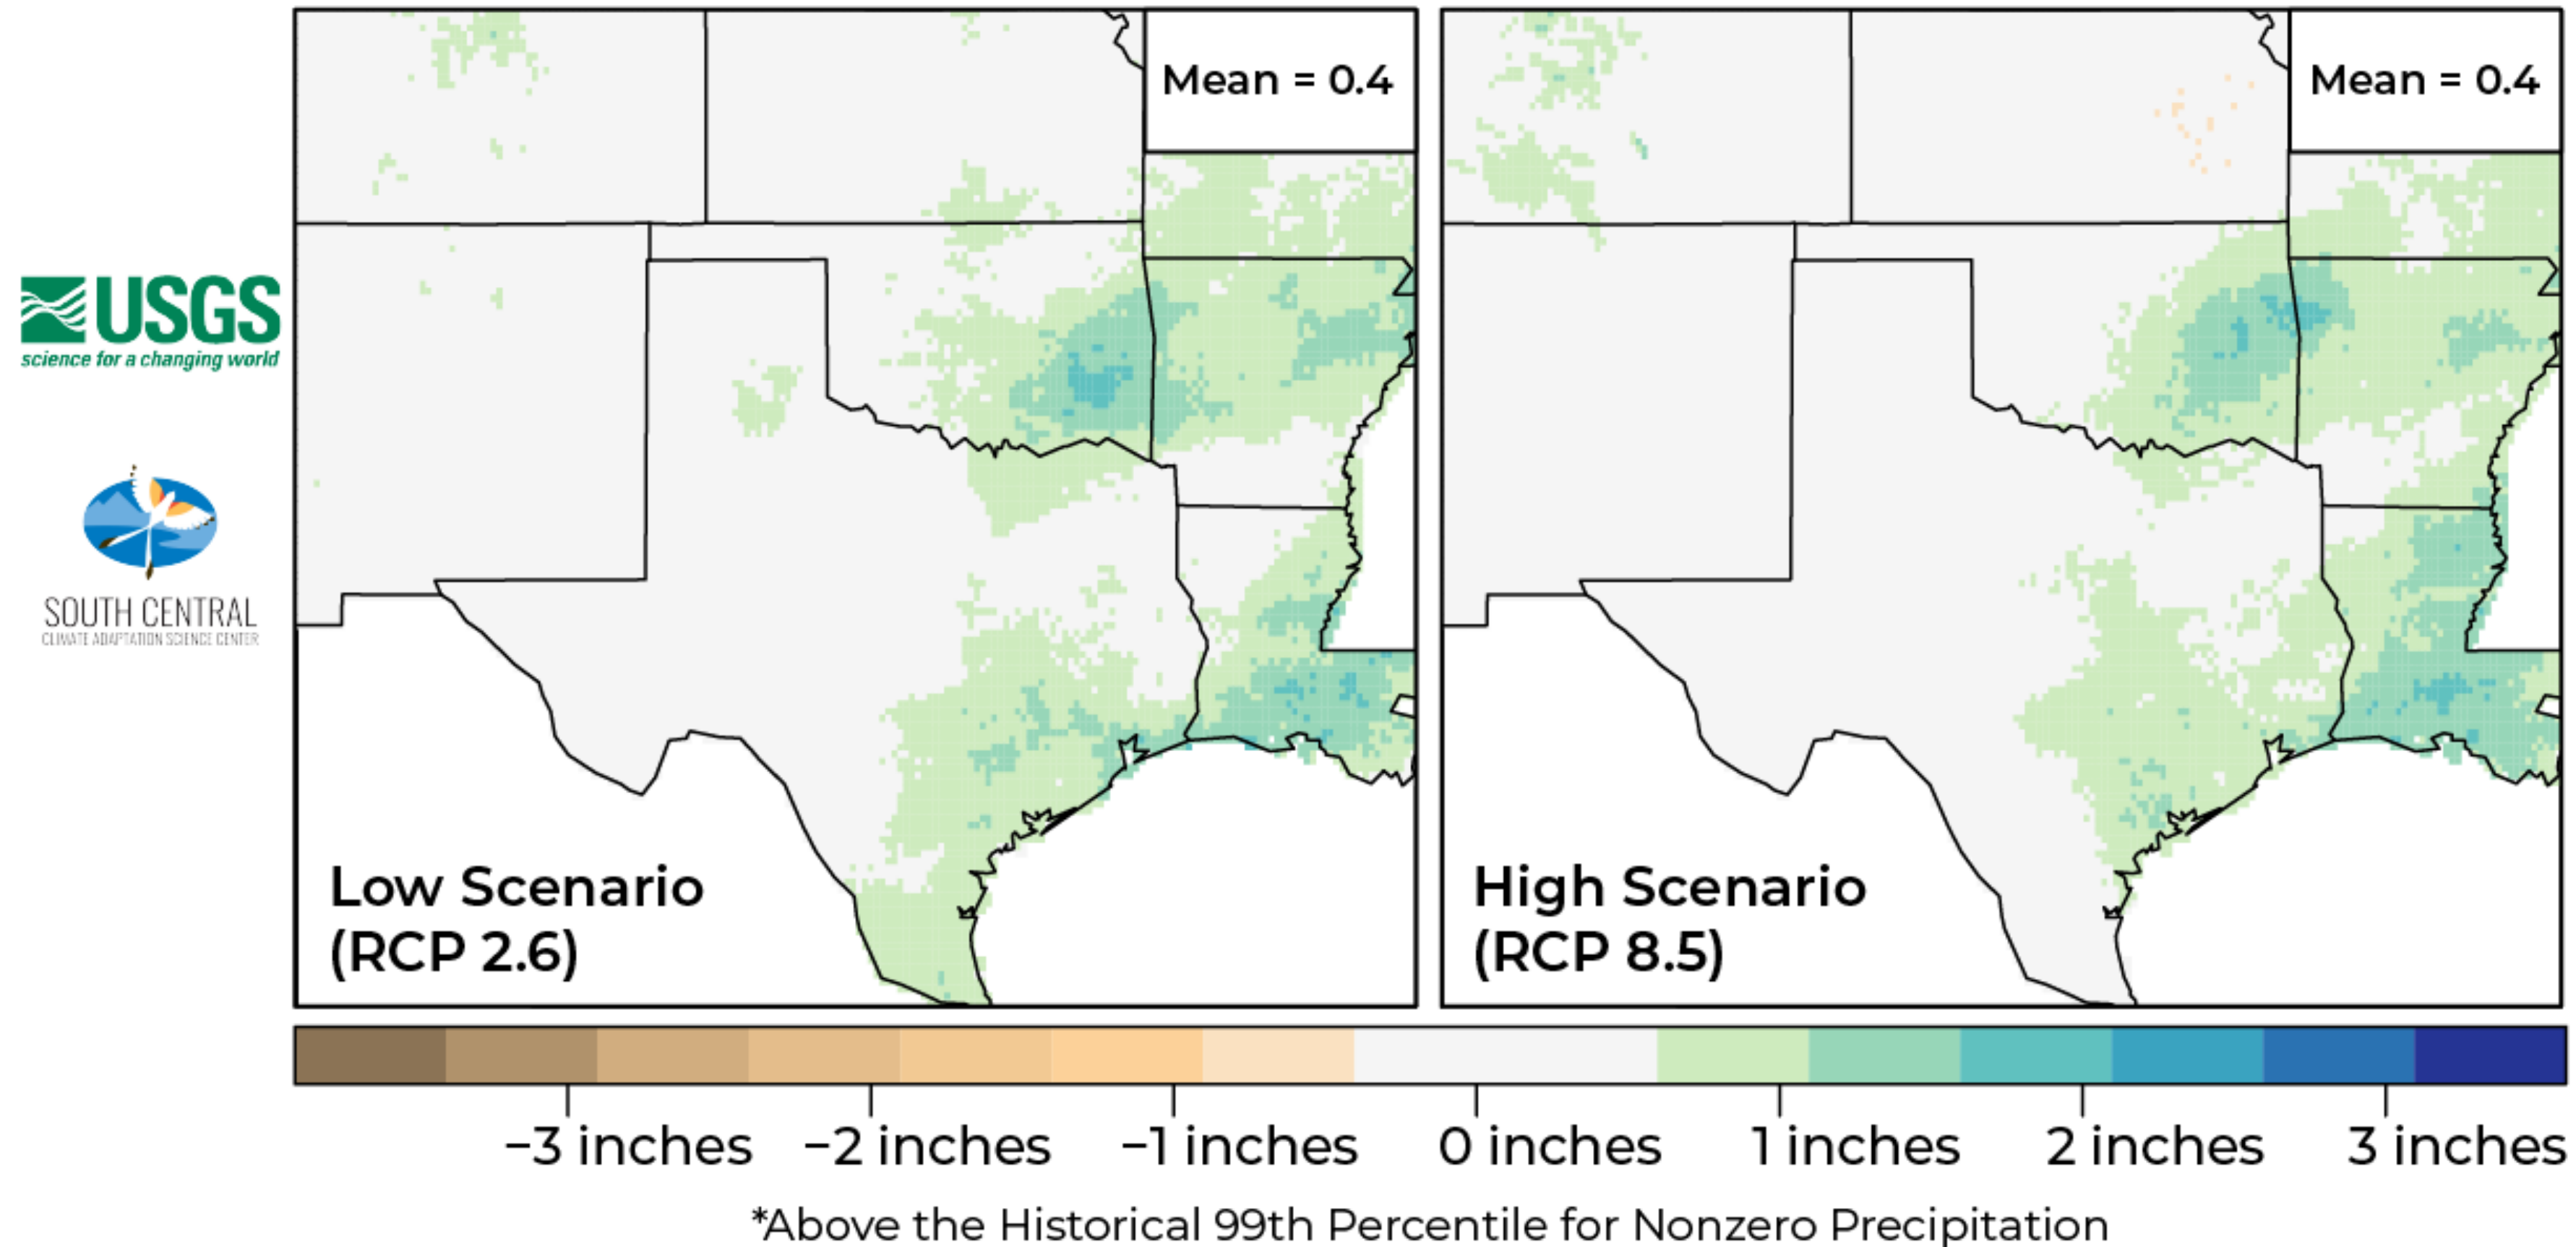 Mean = 0.4
Mean = 0.4
USGS
science for a changing world
SOUTH CENTRAL
CLIMATE ADAPTATION SCIENCE CENTER
Low Scenario
(RCP 2.6)
High Scenario
(RCP 8.5)
−3 inches −2 inches −1 inches 0 inches 1 inches 2 inches 3 inches
*Above the Historical 99th Percentile for Nonzero Precipitation